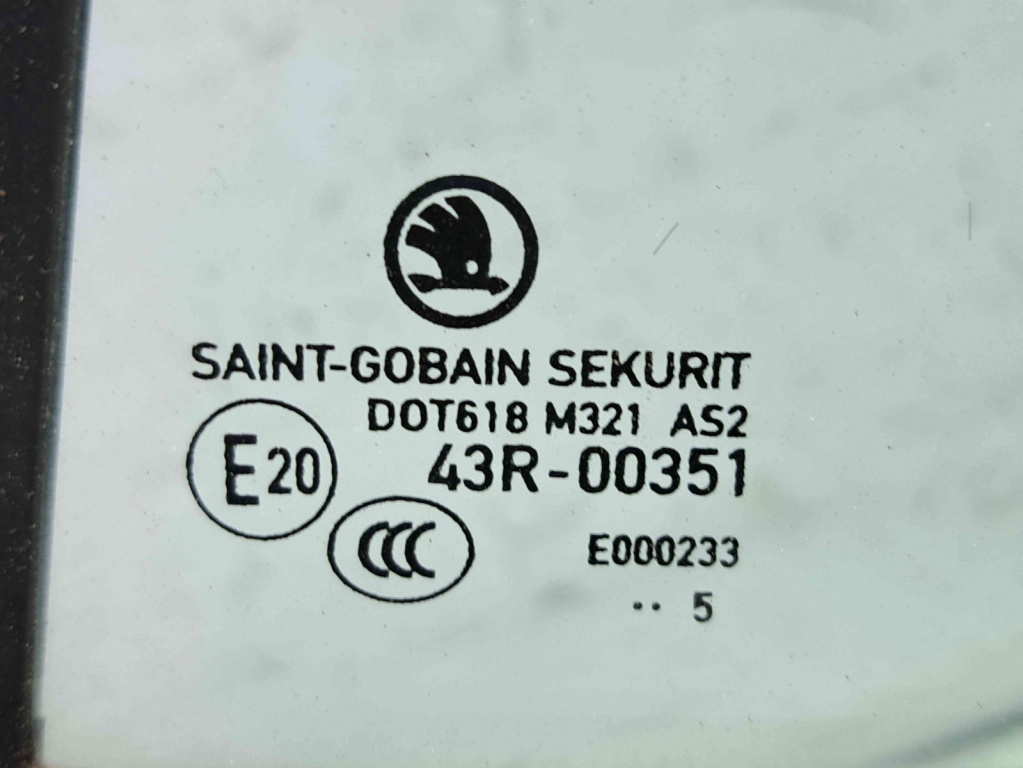 SAINT-GOBAIN SEKURIT
DOT618 M321 AS2
E20 43R-00351
CCC E000233
·· 5